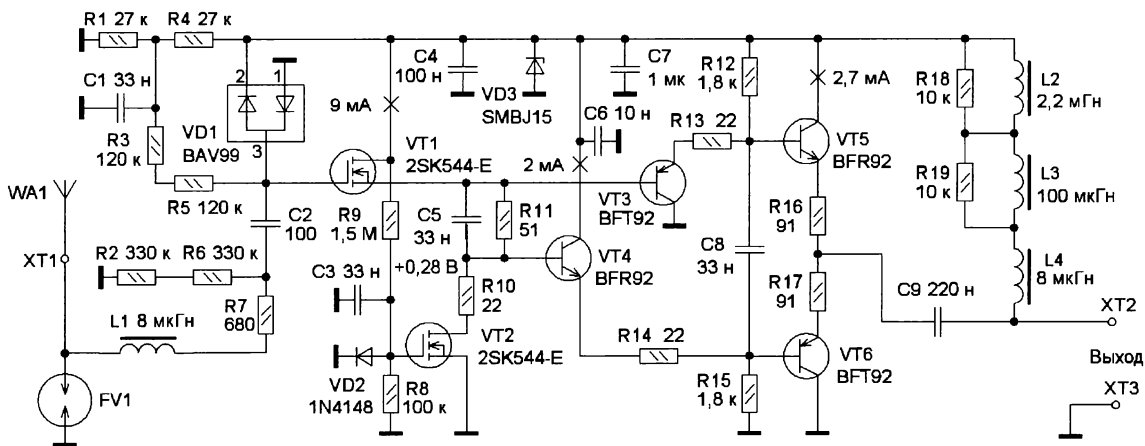 R1 27 к
R4 27 к
C1 33 н
R3
120 к
2
1
3
VD1
BAV99
R5 120 к
WA1
XT1
R2 330 к
R6 330 к
C2
100
R7
680
L1 8 мкГн
FV1
9 мА
C4
100 н
VD3
SMBJ15
C7
1 мк
VT1
2SK544-E
R9
1,5 М
C5
33 н
R11
51
+0,28 В
C3 33 н
R10
22
VT2
2SK544-E
VD2
1N4148
R8
100 к
2 мА
C6 10 н
R13 22
VT3
BFT92
VT4
BFR92
R14 22
R12
1,8 к
C8
33 н
R15
1,8 к
2,7 мА
VT5
BFR92
R16
91
R17
91
VT6
BFT92
C9 220 н
R18
10 к
R19
10 к
L2
2,2 мГн
L3
100 мкГн
L4
8 мкГн
XT2
Выход
XT3